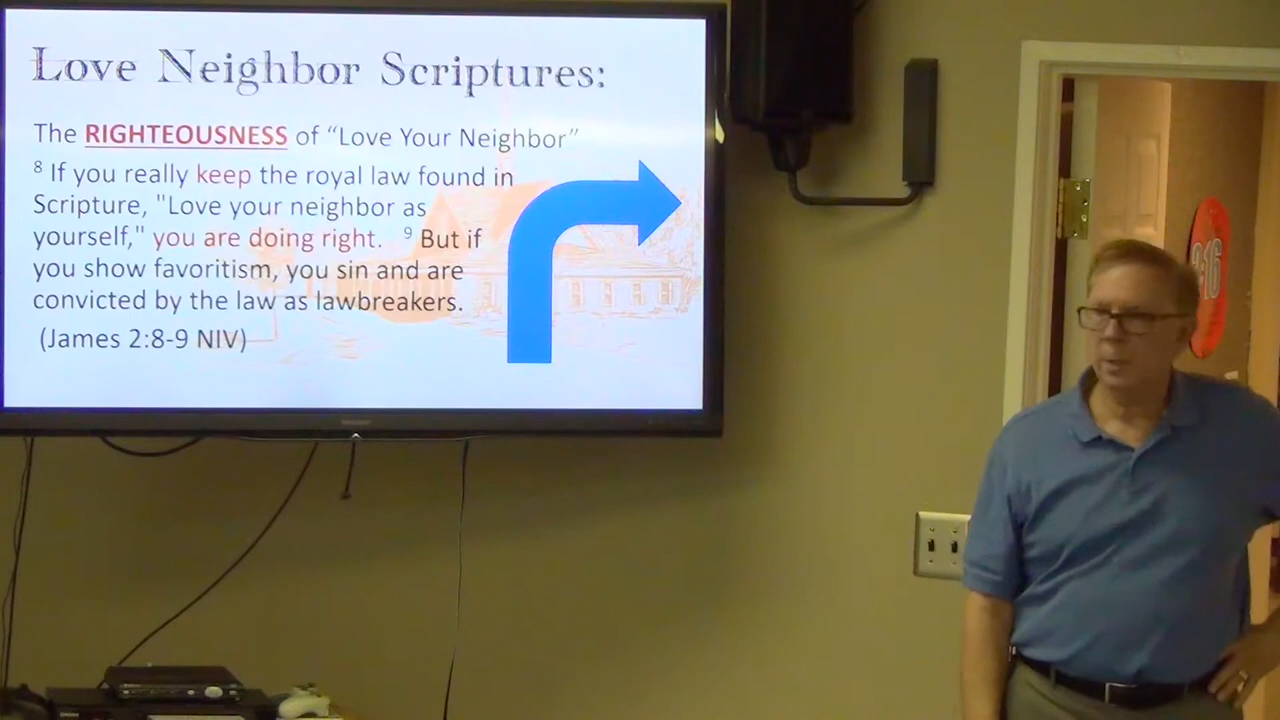 Love Neighbor Scriptures:
The RIGHTEOUSNESS of “Love Your Neighbor”
8 If you really keep the royal law found in
Scripture, "Love your neighbor as
yourself," you are doing right. 9 But if
you show favoritism, you sin and are
convicted by the law as lawbreakers.
(James 2:8-9 NIV)
:16